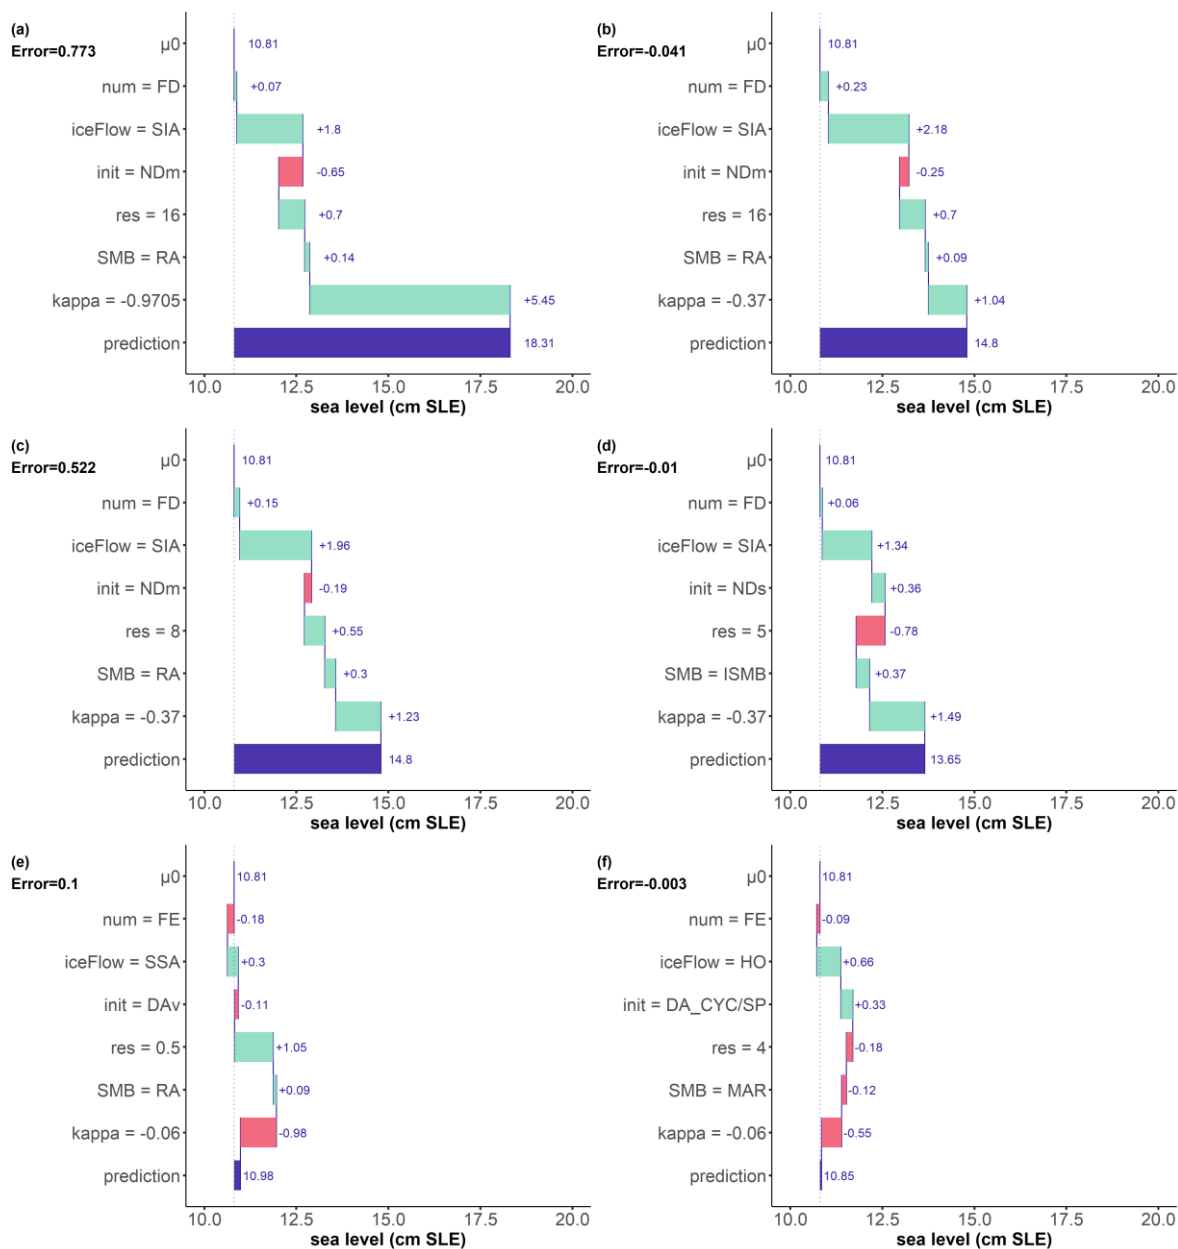 (a)
Error=0.773
µ0
10.81
num = FD
+0.07
iceFlow = SIA
+1.8
init = NDm
-0.65
res = 16
+0.7
SMB = RA
+0.14
kappa = -0.9705
+5.45
prediction
18.31
10.0 12.5 15.0 17.5 20.0
sea level (cm SLE)
(b)
Error=-0.041
µ0
10.81
num = FD
+0.23
iceFlow = SIA
+2.18
init = NDm
-0.25
res = 16
+0.7
SMB = RA
+0.09
kappa = -0.37
+1.04
prediction
14.8
10.0 12.5 15.0 17.5 20.0
sea level (cm SLE)
(c)
Error=0.522
µ0
10.81
num = FD
+0.15
iceFlow = SIA
+1.96
init = NDm
-0.19
res = 8
+0.55
SMB = RA
+0.3
kappa = -0.37
+1.23
prediction
14.8
10.0 12.5 15.0 17.5 20.0
sea level (cm SLE)
(d)
Error=-0.01
µ0
10.81
num = FD
+0.06
iceFlow = SIA
+1.34
init = NDs
+0.36
res = 5
-0.78
SMB = ISMB
+0.37
kappa = -0.37
+1.49
prediction
13.65
10.0 12.5 15.0 17.5 20.0
sea level (cm SLE)
(e)
Error=0.1
µ0
10.81
num = FE
-0.18
iceFlow = SSA
+0.3
init = DAv
-0.11
res = 0.5
+1.05
SMB = RA
+0.09
kappa = -0.06
-0.98
prediction
10.98
10.0 12.5 15.0 17.5 20.0
sea level (cm SLE)
(f)
Error=-0.003
µ0
10.81
num = FE
-0.09
iceFlow = HO
+0.66
init = DA_CYC/SP
+0.33
res = 4
-0.18
SMB = MAR
-0.12
kappa = -0.06
-0.55
prediction
10.85
10.0 12.5 15.0 17.5 20.0
sea level (cm SLE)